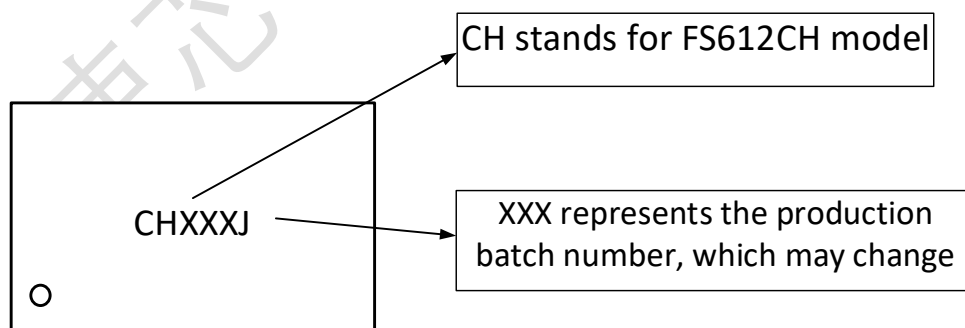 CH stands for FS612CH model
CHXXXJ
XXX represents the production
batch number, which may change